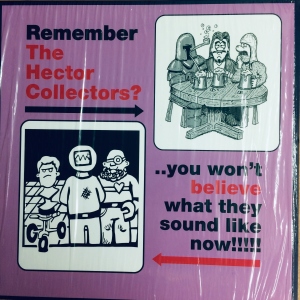 Remember
The
Hector
Collectors?
..you won't
believe
what they
sound like
now!!!!!